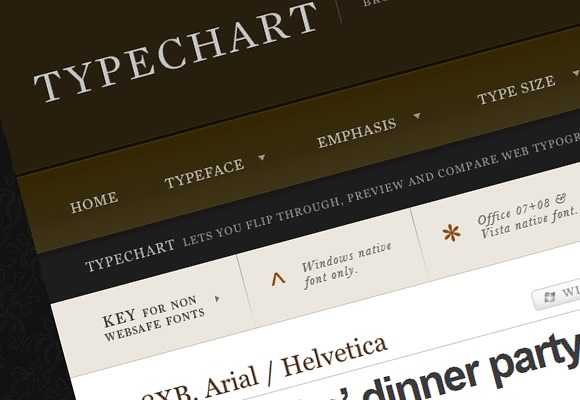 TYPECHART
HOME TYPEFACE EMPHASIS TYPE SIZE
TYPECHART LETS YOU FLIP THROUGH, PREVIEW AND COMPARE WEB
KEY FOR NON
WEBSAFE FONTS
^ Windows native
font only.
* Office 07+08 &
Vista native font.
Arial / Helvetica
dinner party